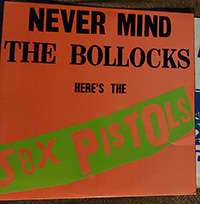 NEVER MIND
THE BOLLOCKS
HERE'S THE
Sex PisTOLs